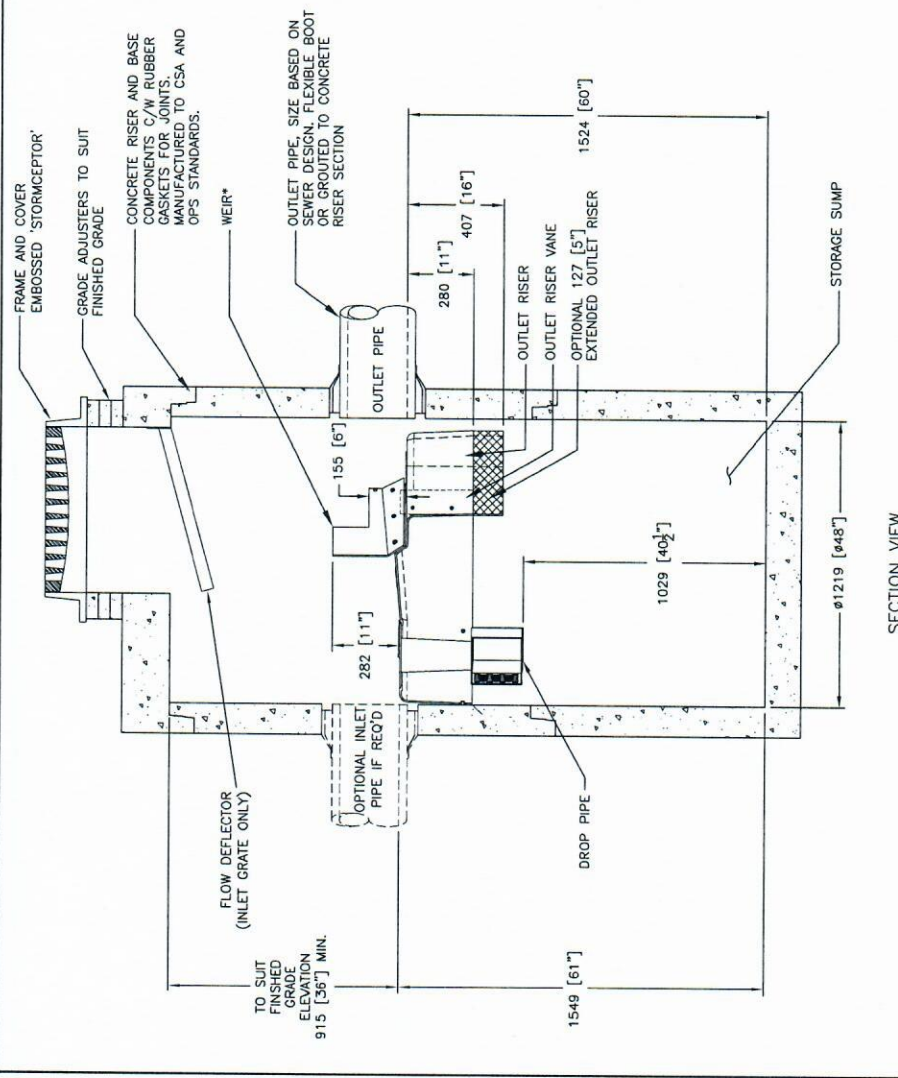 FRAME AND COVER
EMBOSSED 'STORMCEPTOR'
GRADE ADJUSTERS TO SUIT
FINISHED GRADE
CONCRETE RISER AND BASE
COMPONENTS C/W RUBBER
GASKETS FOR JOINTS.
MANUFACTURED TO CSA AND
OPS STANDARDS.
WEIR*
OUTLET PIPE, SIZE BASED ON
SEWER DESIGN. FLEXIBLE BOOT
OR GROUTED TO CONCRETE
RISER SECTION
FLOW DEFLECTOR
(INLET GRATE ONLY)
TO SUIT
FINSHED
GRADE
ELEVATION
915 [36"] MIN.
OPTIONAL INLET
PIPE IF REQ'D
282 [11"]
155 [6"]
OUTLET PIPE
280 [11"]
407 [16"]
1524 [60"]
OUTLET RISER
OUTLET RISER VANE
OPTIONAL 127 [5"]
EXTENDED OUTLET RISER
DROP PIPE
1549 [61"]
1029 [40½"]
STORAGE SUMP
ø1219 [ø48"]
SECTION VIEW